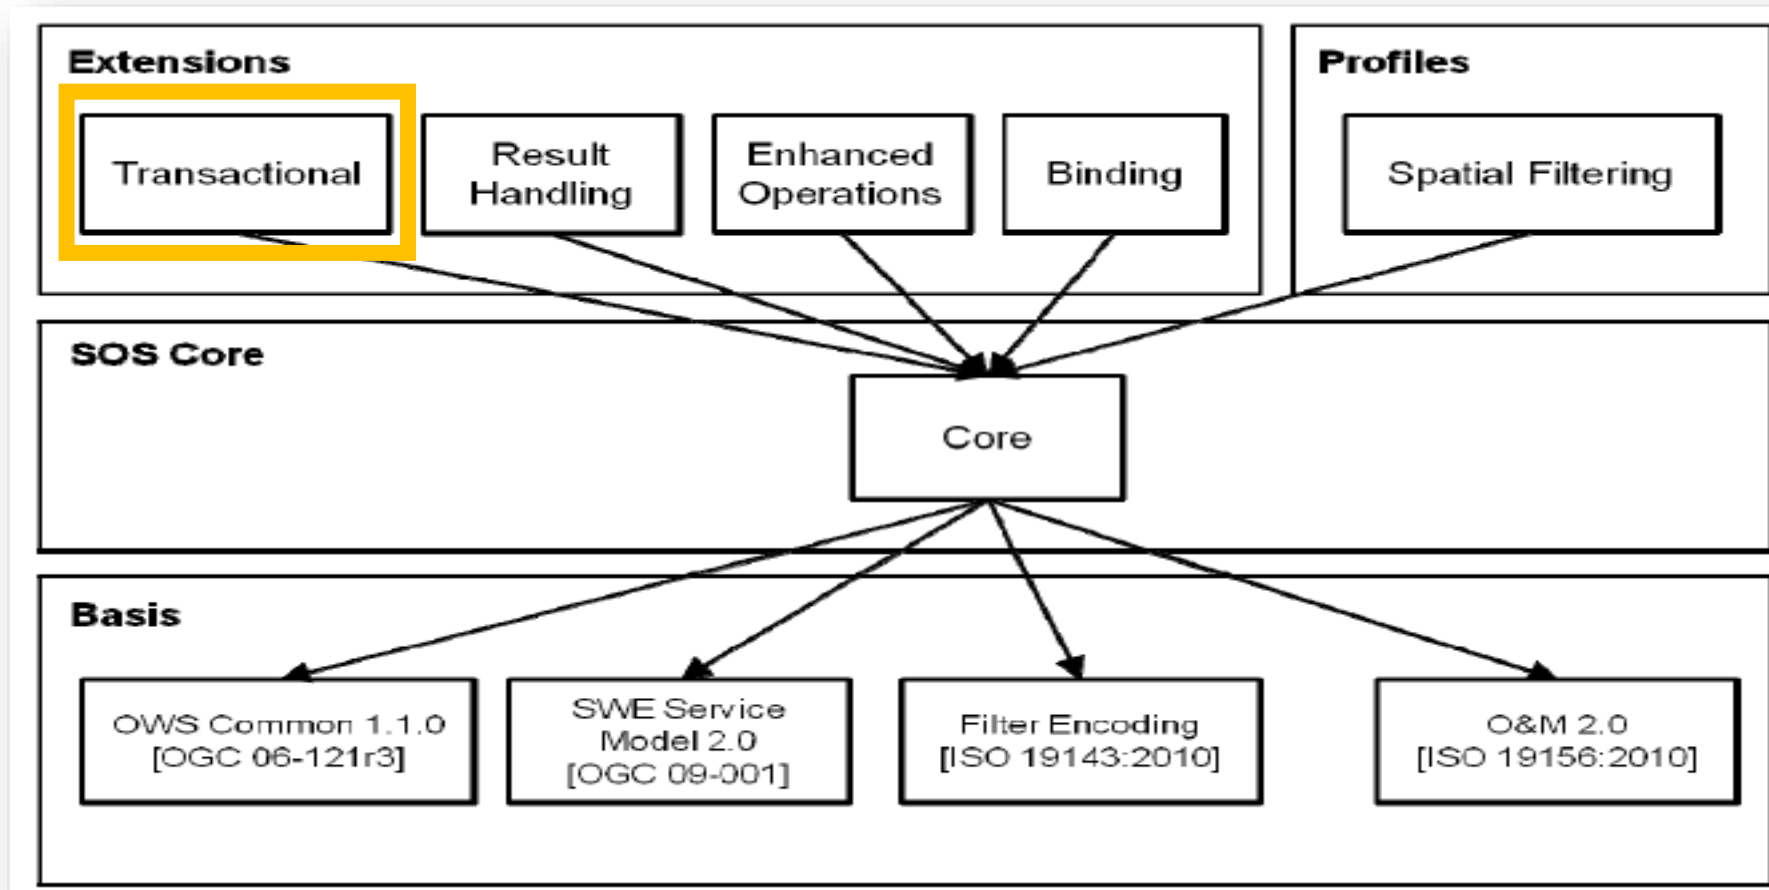 Extensions
Profiles
Transactional
Result
Handling
Enhanced
Operations
Binding
Spatial Filtering
SOS Core
Core
Basis
OWS Common 1.1.0
[OGC 06-121r3]
SWE Service
Model 2.0
[OGC 09-001]
Filter Encoding
[ISO 19143:2010]
O&M 2.0
[ISO 19156:2010]